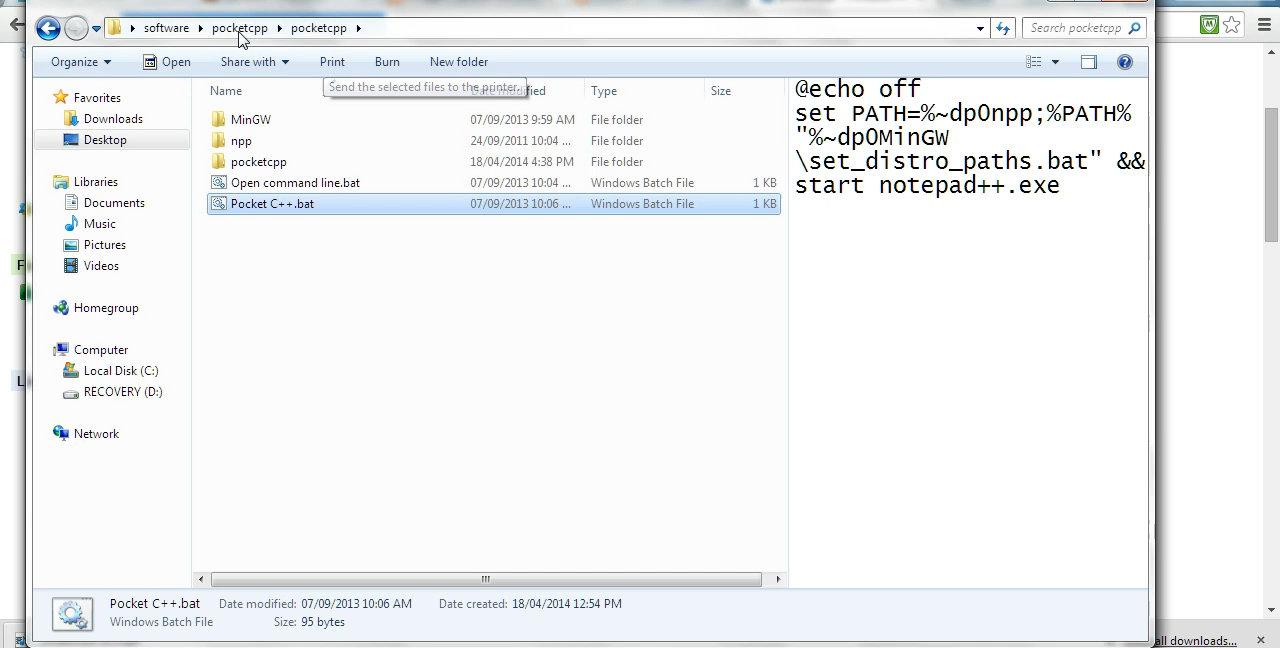 software pocketcpp pocketcpp Search pocketcpp
Organize Open Share with Print Burn New folder
Send the selected files to the printer.
Name Type Size
Favorites
Downloads
Desktop
Libraries
Documents
Music
Pictures
Videos
Homegroup
Computer
Local Disk (C:)
RECOVERY (D:)
Network
MinGW 07/09/2013 9:59 AM File folder
npp 24/09/2011 10:04 ... File folder
pocketcpp 18/04/2014 4:38 PM File folder
Open command line.bat 07/09/2013 10:04 ... Windows Batch File 1 KB
Pocket C++.bat 07/09/2013 10:06 ... Windows Batch File 1 KB
@echo off
set PATH=%~dp0npp;%PATH%
"%~dp0MinGW
\set_distro_paths.bat" &&
start notepad++.exe
Pocket C++.bat Date modified: 07/09/2013 10:06 AM Date created: 18/04/2014 12:54 PM
Windows Batch File Size: 95 bytes
all downloads...